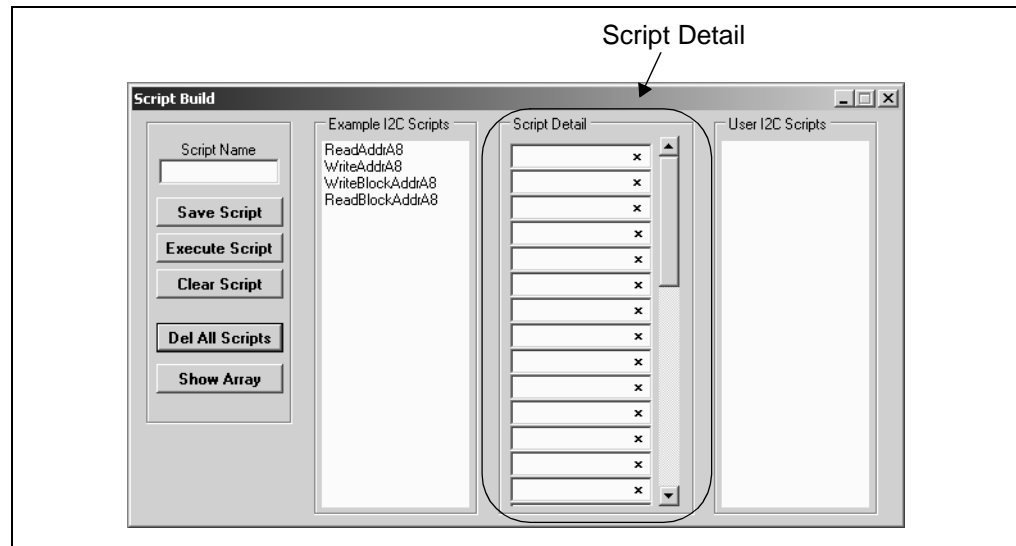 Script Detail
Script Build
Script Name
Save Script
Execute Script
Clear Script
Del All Scripts
Show Array
Example I2C Scripts
ReadAddrA8
WriteAddrA8
WriteBlockAddrA8
ReadBlockAddrA8
Script Detail
x
x
x
x
x
x
x
x
x
x
x
x
x
x
User I2C Scripts